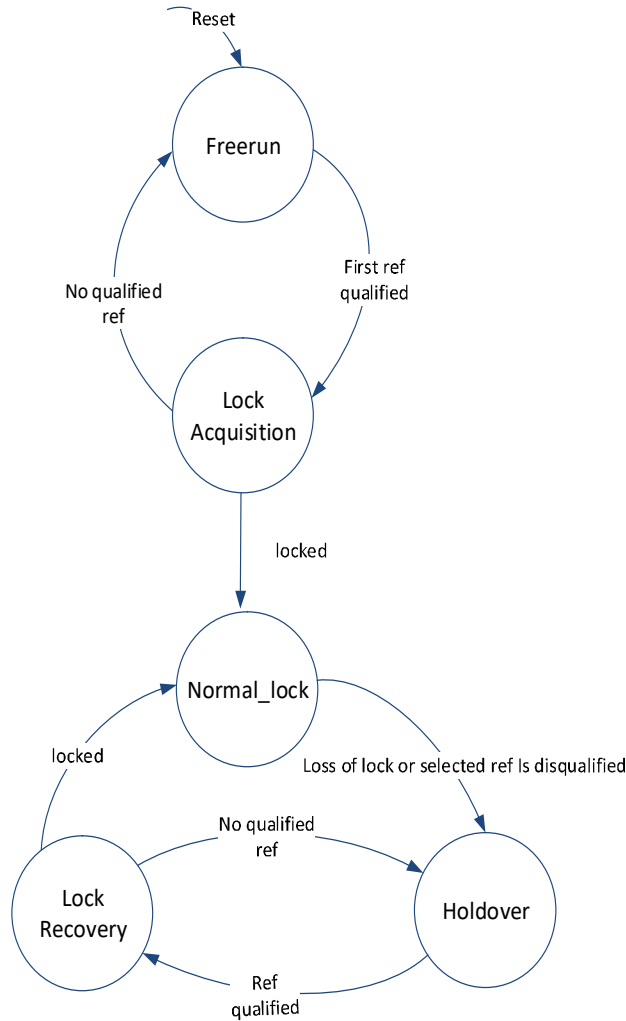 Reset
Freerun
First ref
qualified
No qualified
ref
Lock
Acquisition
locked
Normal_lock
locked
Loss of lock or selected ref Is disqualified
No qualified
ref
Lock
Recovery
Holdover
Ref
qualified